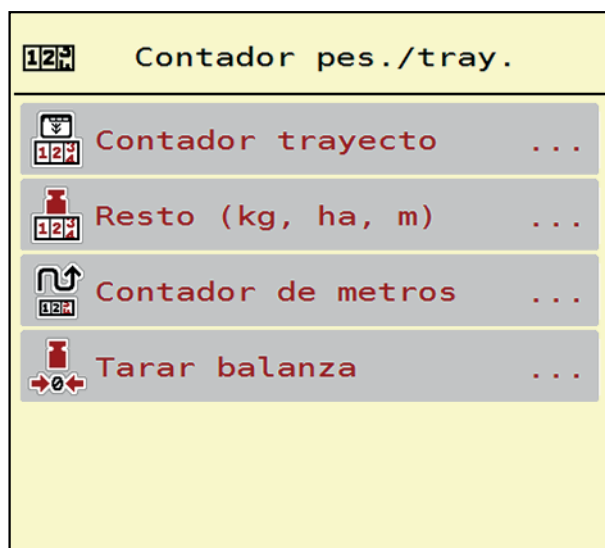 Contador pes./tray.
Contador trayecto ...
Resto (kg, ha, m) ...
Contador de metros ...
Tarar balanza ...